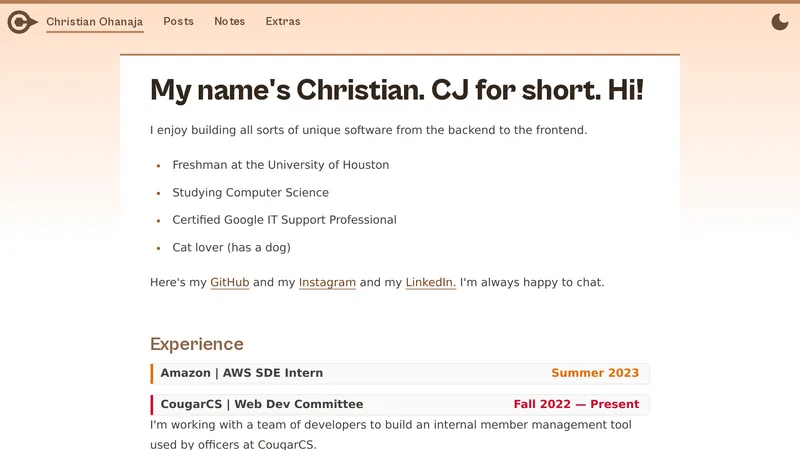 Christian Ohanaja Posts Notes Extras
My name's Christian. CJ for short. Hi!
I enjoy building all sorts of unique software from the backend to the frontend.
• Freshman at the University of Houston
• Studying Computer Science
• Certified Google IT Support Professional
• Cat lover (has a dog)
Here's my GitHub and my Instagram and my LinkedIn. I'm always happy to chat.
Experience
Amazon | AWS SDE Intern Summer 2023
CougarCS | Web Dev Committee Fall 2022 — Present
I'm working with a team of developers to build an internal member management tool
used by officers at CougarCS.